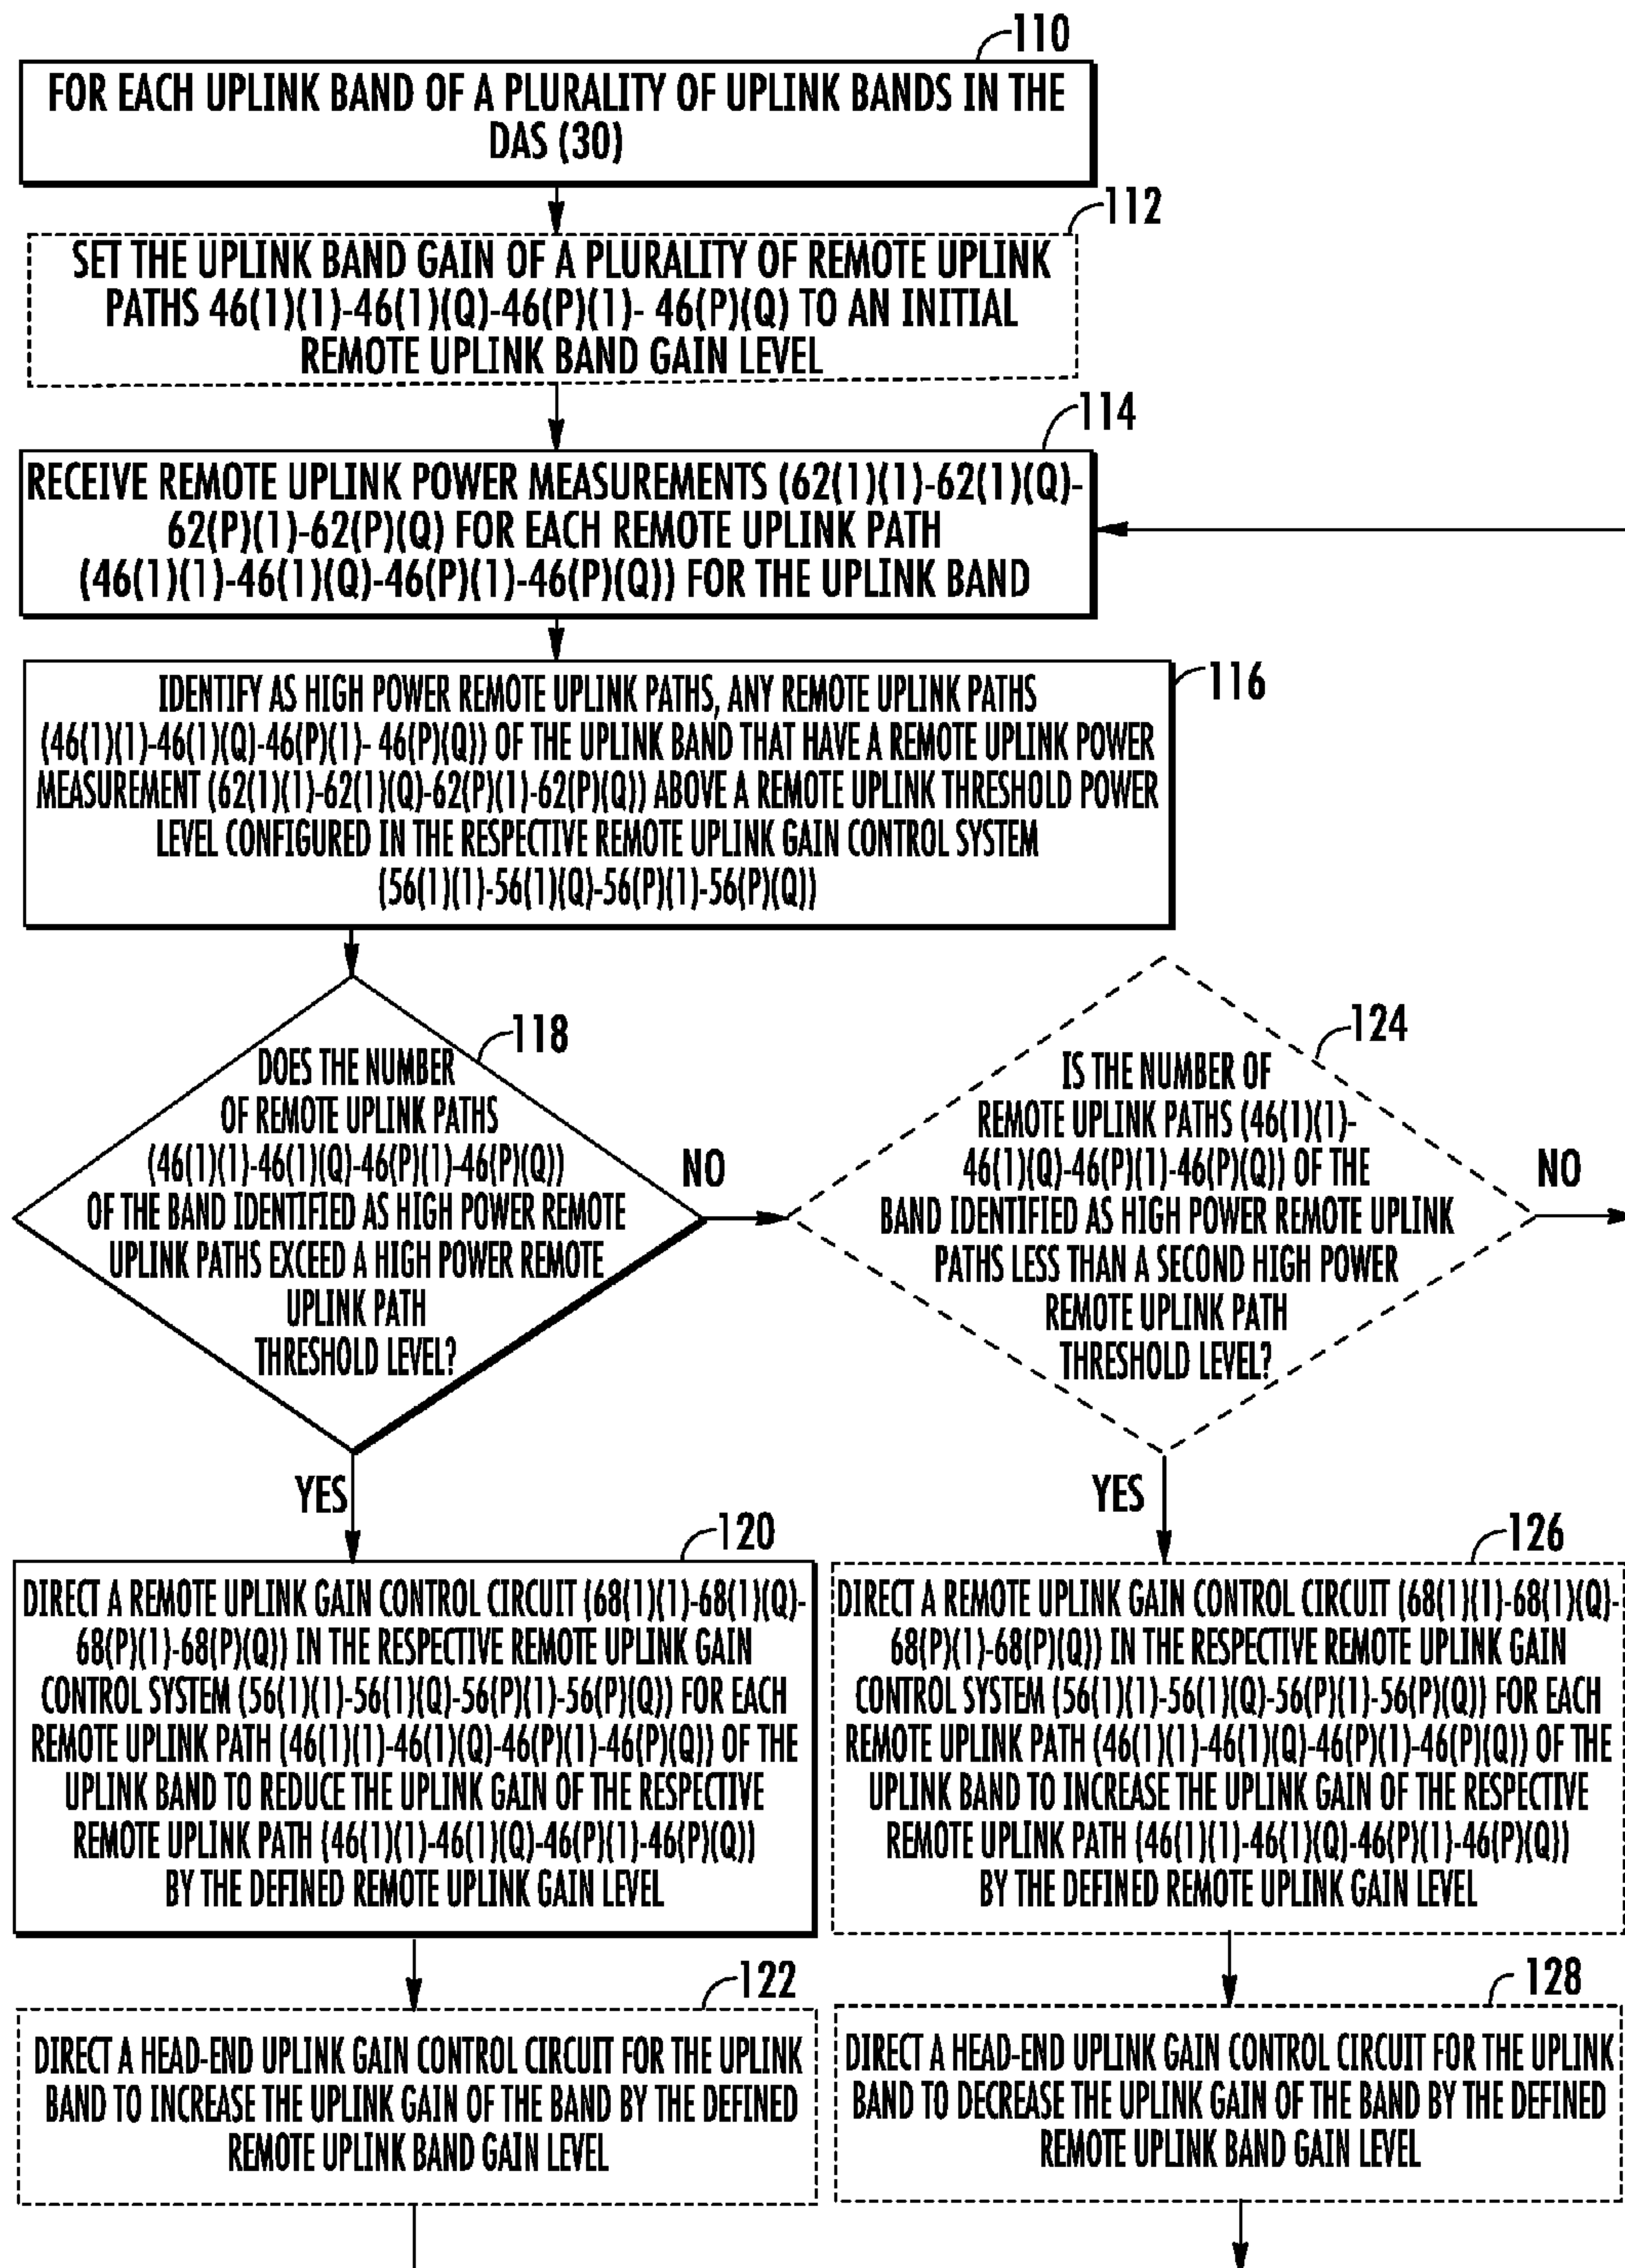 110
FOR EACH UPLINK BAND OF A PLURALITY OF UPLINK BANDS IN THE
DAS (30)
112
SET THE UPLINK BAND GAIN OF A PLURALITY OF REMOTE UPLINK
PATHS 46(1)(1)-46(1)(Q)-46(P)(1)- 46(P)(Q) TO AN INITIAL
REMOTE UPLINK BAND GAIN LEVEL
114
RECEIVE REMOTE UPLINK POWER MEASUREMENTS (62(1)(1)-62(1)(Q)-
62(P)(1)-62(P)(Q) FOR EACH REMOTE UPLINK PATH
(46(1)(1)-46(1)(Q)-46(P)(1)-46(P)(Q)) FOR THE UPLINK BAND
116
IDENTIFY AS HIGH POWER REMOTE UPLINK PATHS, ANY REMOTE UPLINK PATHS
(46(1)(1)-46(1)(Q)-46(P)(1)- 46(P)(Q)) OF THE UPLINK BAND THAT HAVE A REMOTE UPLINK POWER
MEASUREMENT (62(1)(1)-62(1)(Q)-62(P)(1)-62(P)(Q)) ABOVE A REMOTE UPLINK THRESHOLD POWER
LEVEL CONFIGURED IN THE RESPECTIVE REMOTE UPLINK GAIN CONTROL SYSTEM
(56(1)(1)-56(1)(Q)-56(P)(1)-56(P)(Q))
118
DOES THE NUMBER
OF REMOTE UPLINK PATHS
(46(1)(1)-46(1)(Q)-46(P)(1)-46(P)(Q))
OF THE BAND IDENTIFIED AS HIGH POWER REMOTE
UPLINK PATHS EXCEED A HIGH POWER REMOTE
UPLINK PATH
THRESHOLD LEVEL?
NO
124
IS THE NUMBER OF
REMOTE UPLINK PATHS (46(1)(1)-
46(1)(Q)-46(P)(1)-46(P)(Q)) OF THE
BAND IDENTIFIED AS HIGH POWER REMOTE UPLINK
PATHS LESS THAN A SECOND HIGH POWER
REMOTE UPLINK PATH
THRESHOLD LEVEL?
NO
YES
YES
120
DIRECT A REMOTE UPLINK GAIN CONTROL CIRCUIT (68(1)(1)-68(1)(Q)-
68(P)(1)-68(P)(Q)) IN THE RESPECTIVE REMOTE UPLINK GAIN
CONTROL SYSTEM (56(1)(1)-56(1)(Q)-56(P)(1)-56(P)(Q)) FOR EACH
REMOTE UPLINK PATH (46(1)(1)-46(1)(Q)-46(P)(1)-46(P)(Q)) OF THE
UPLINK BAND TO REDUCE THE UPLINK GAIN OF THE RESPECTIVE
REMOTE UPLINK PATH (46(1)(1)-46(1)(Q)-46(P)(1)-46(P)(Q))
BY THE DEFINED REMOTE UPLINK GAIN LEVEL
126
DIRECT A REMOTE UPLINK GAIN CONTROL CIRCUIT (68(1)(1)-68(1)(Q)-
68(P)(1)-68(P)(Q)) IN THE RESPECTIVE REMOTE UPLINK GAIN
CONTROL SYSTEM (56(1)(1)-56(1)(Q)-56(P)(1)-56(P)(Q)) FOR EACH
REMOTE UPLINK PATH (46(1)(1)-46(1)(Q)-46(P)(1)-46(P)(Q)) OF THE
UPLINK BAND TO INCREASE THE UPLINK GAIN OF THE RESPECTIVE
REMOTE UPLINK PATH (46(1)(1)-46(1)(Q)-46(P)(1)-46(P)(Q))
BY THE DEFINED REMOTE UPLINK GAIN LEVEL
122
DIRECT A HEAD-END UPLINK GAIN CONTROL CIRCUIT FOR THE UPLINK
BAND TO INCREASE THE UPLINK GAIN OF THE BAND BY THE DEFINED
REMOTE UPLINK BAND GAIN LEVEL
128
DIRECT A HEAD-END UPLINK GAIN CONTROL CIRCUIT FOR THE UPLINK
BAND TO DECREASE THE UPLINK GAIN OF THE BAND BY THE DEFINED
REMOTE UPLINK BAND GAIN LEVEL